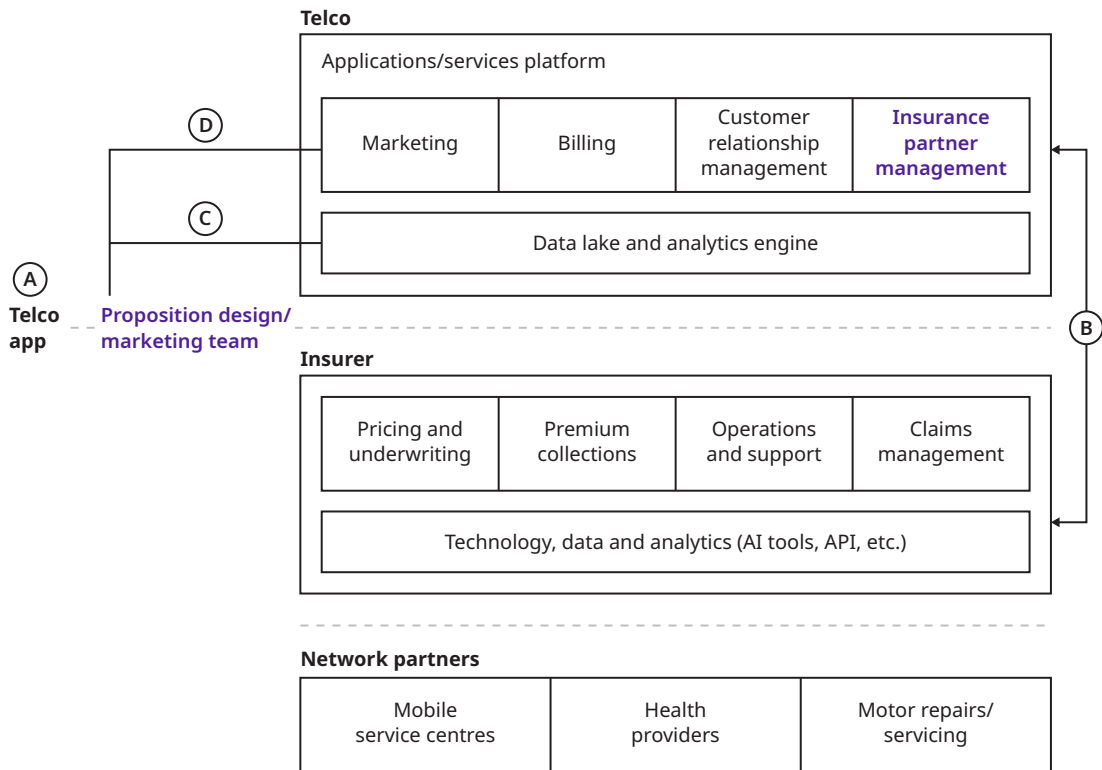 Telco
Applications/services platform
D
Marketing
Billing
Customer
relationship
management
Insurance
partner
management
C
Data lake and analytics engine
A
Telco
app
Proposition design/
marketing team
B
Insurer
Pricing and
underwriting
Premium
collections
Operations
and support
Claims
management
Technology, data and analytics (AI tools, API, etc.)
Network partners
Mobile
service centres
Health
providers
Motor repairs/
servicing